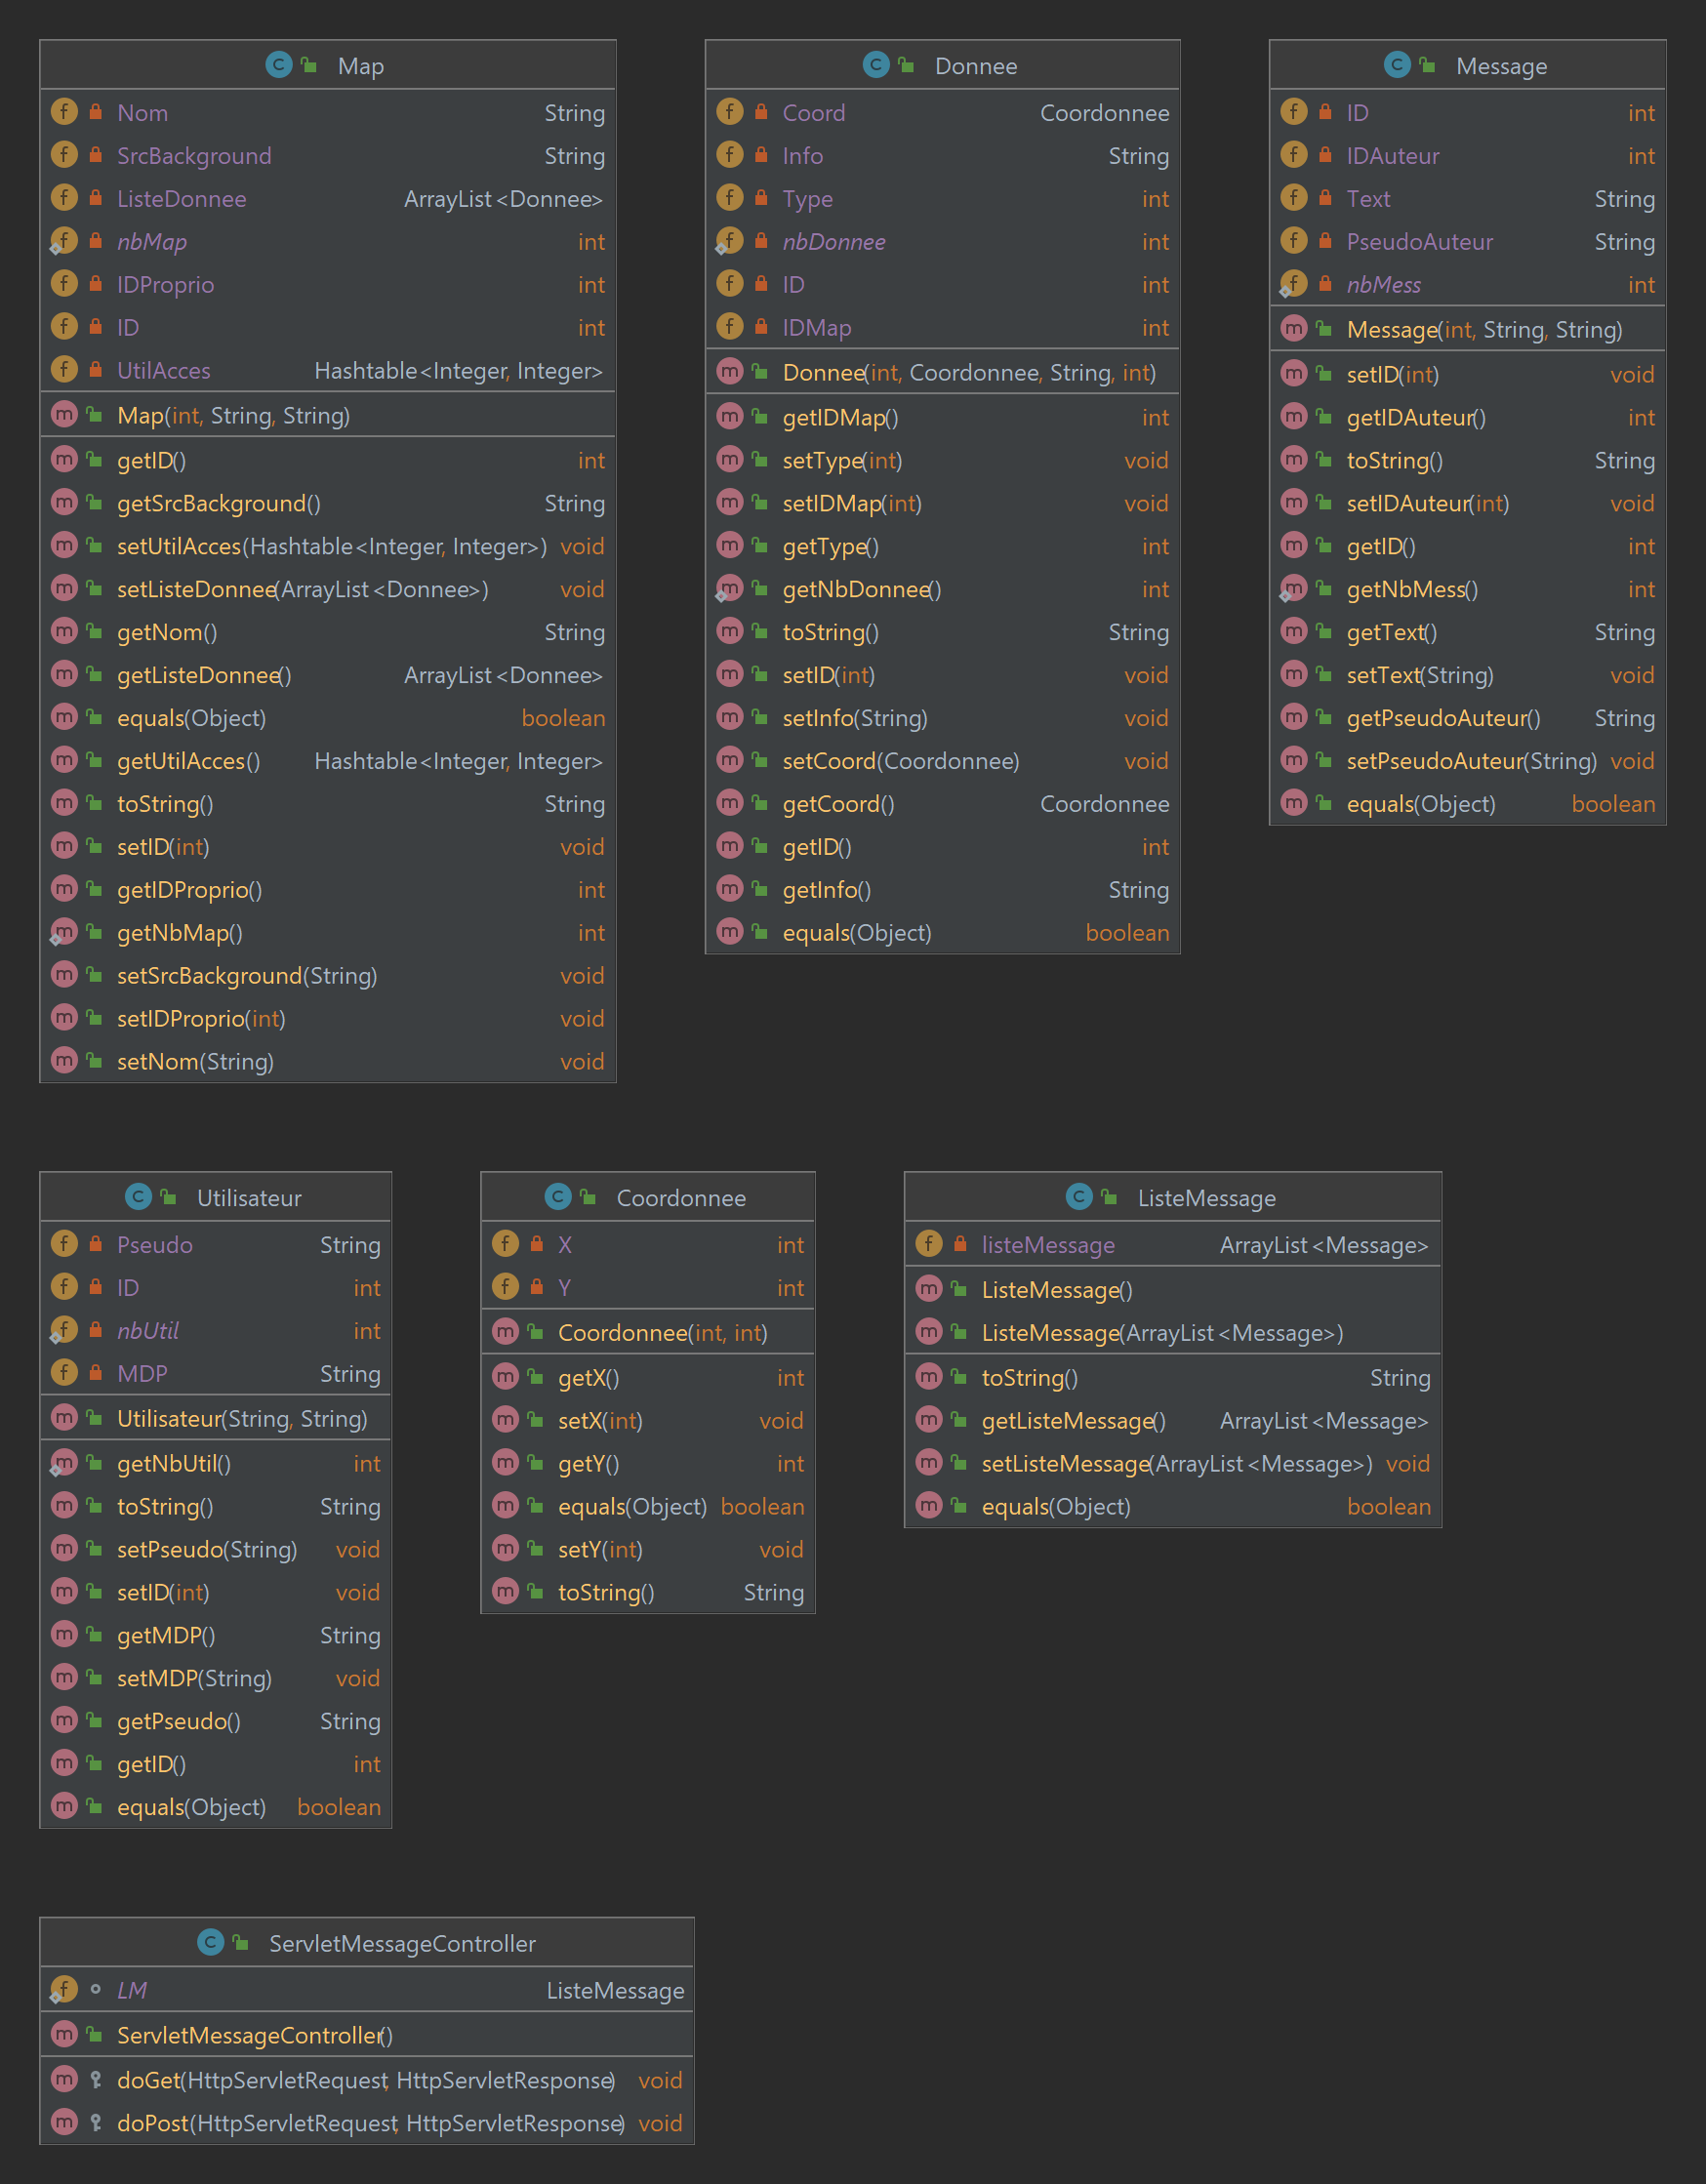 Map
Nom String
SrcBackground String
ListeDonnee ArrayList<Donnee>
nbMap int
IDProprio int
ID int
UtilAcces Hashtable<Integer, Integer>
Map(int, String, String)
getID() int
getSrcBackground() String
setUtilAcces(Hashtable<Integer, Integer>) void
setListeDonnee(ArrayList<Donnee>) void
getNom() String
getListeDonnee() ArrayList<Donnee>
equals(Object) boolean
getUtilAcces() Hashtable<Integer, Integer>
toString() String
setID(int) void
getIDProprio() int
getNbMap() int
setSrcBackground(String) void
setIDProprio(int) void
setNom(String) void
Donnee
Coord Coordonnee
Info String
Type int
nbDonnee int
ID int
IDMap int
Donnee(int, Coordonnee, String, int)
getIDMap() int
setType(int) void
setIDMap(int) void
getType() int
getNbDonnee() int
toString() String
setID(int) void
setInfo(String) void
setCoord(Coordonnee) void
getCoord() Coordonnee
getID() int
getInfo() String
equals(Object) boolean
Message
ID int
IDAuteur int
Text String
PseudoAuteur String
nbMess int
Message(int, String, String)
setID(int) void
getIDAuteur() int
toString() String
setIDAuteur(int) void
getID() int
getNbMess() int
getText() String
setText(String) void
getPseudoAuteur() String
setPseudoAuteur(String) void
equals(Object) boolean
Utilisateur
Pseudo String
ID int
nbUtil int
MDP String
Utilisateur(String, String)
getNbUtil() int
toString() String
setPseudo(String) void
setID(int) void
getMDP() String
setMDP(String) void
getPseudo() String
getID() int
equals(Object) boolean
Coordonnee
X int
Y int
Coordonnee(int, int)
getX() int
setX(int) void
getY() int
equals(Object) boolean
setY(int) void
toString() String
ListeMessage
listeMessage ArrayList<Message>
ListeMessage()
ListeMessage(ArrayList<Message>)
toString() String
getListeMessage() ArrayList<Message>
setListeMessage(ArrayList<Message>) void
equals(Object) boolean
ServletMessageController
LM ListeMessage
ServletMessageController()
doGet(HttpServletRequest, HttpServletResponse) void
doPost(HttpServletRequest, HttpServletResponse) void